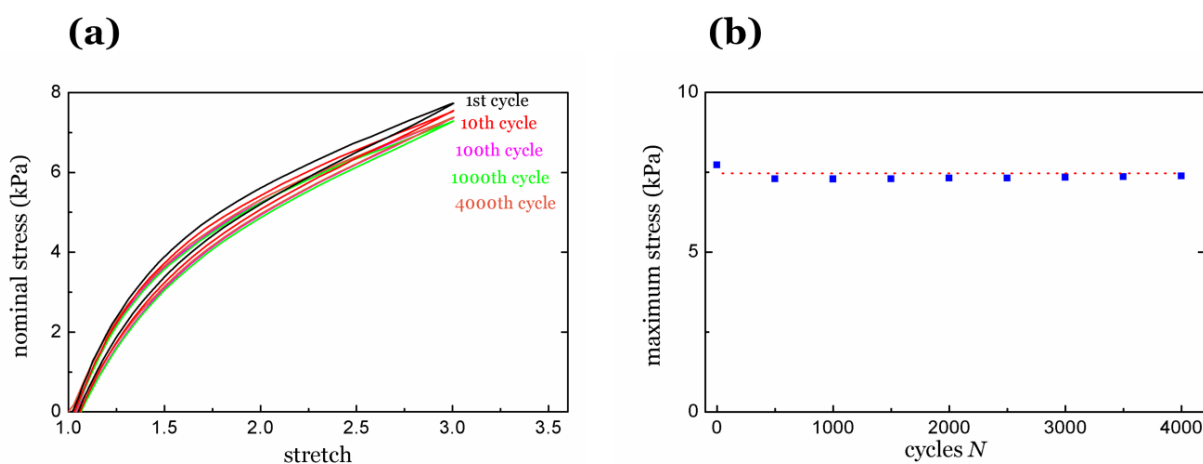 (a)
8
6
4
2
0
nominal stress (kPa)
1st cycle
10th cycle
100th cycle
1000th cycle
4000th cycle
1.0 1.5 2.0 2.5 3.0 3.5
stretch
(b)
10
5
0
maximum stress (kPa)
0 1000 2000 3000 4000
cycles N